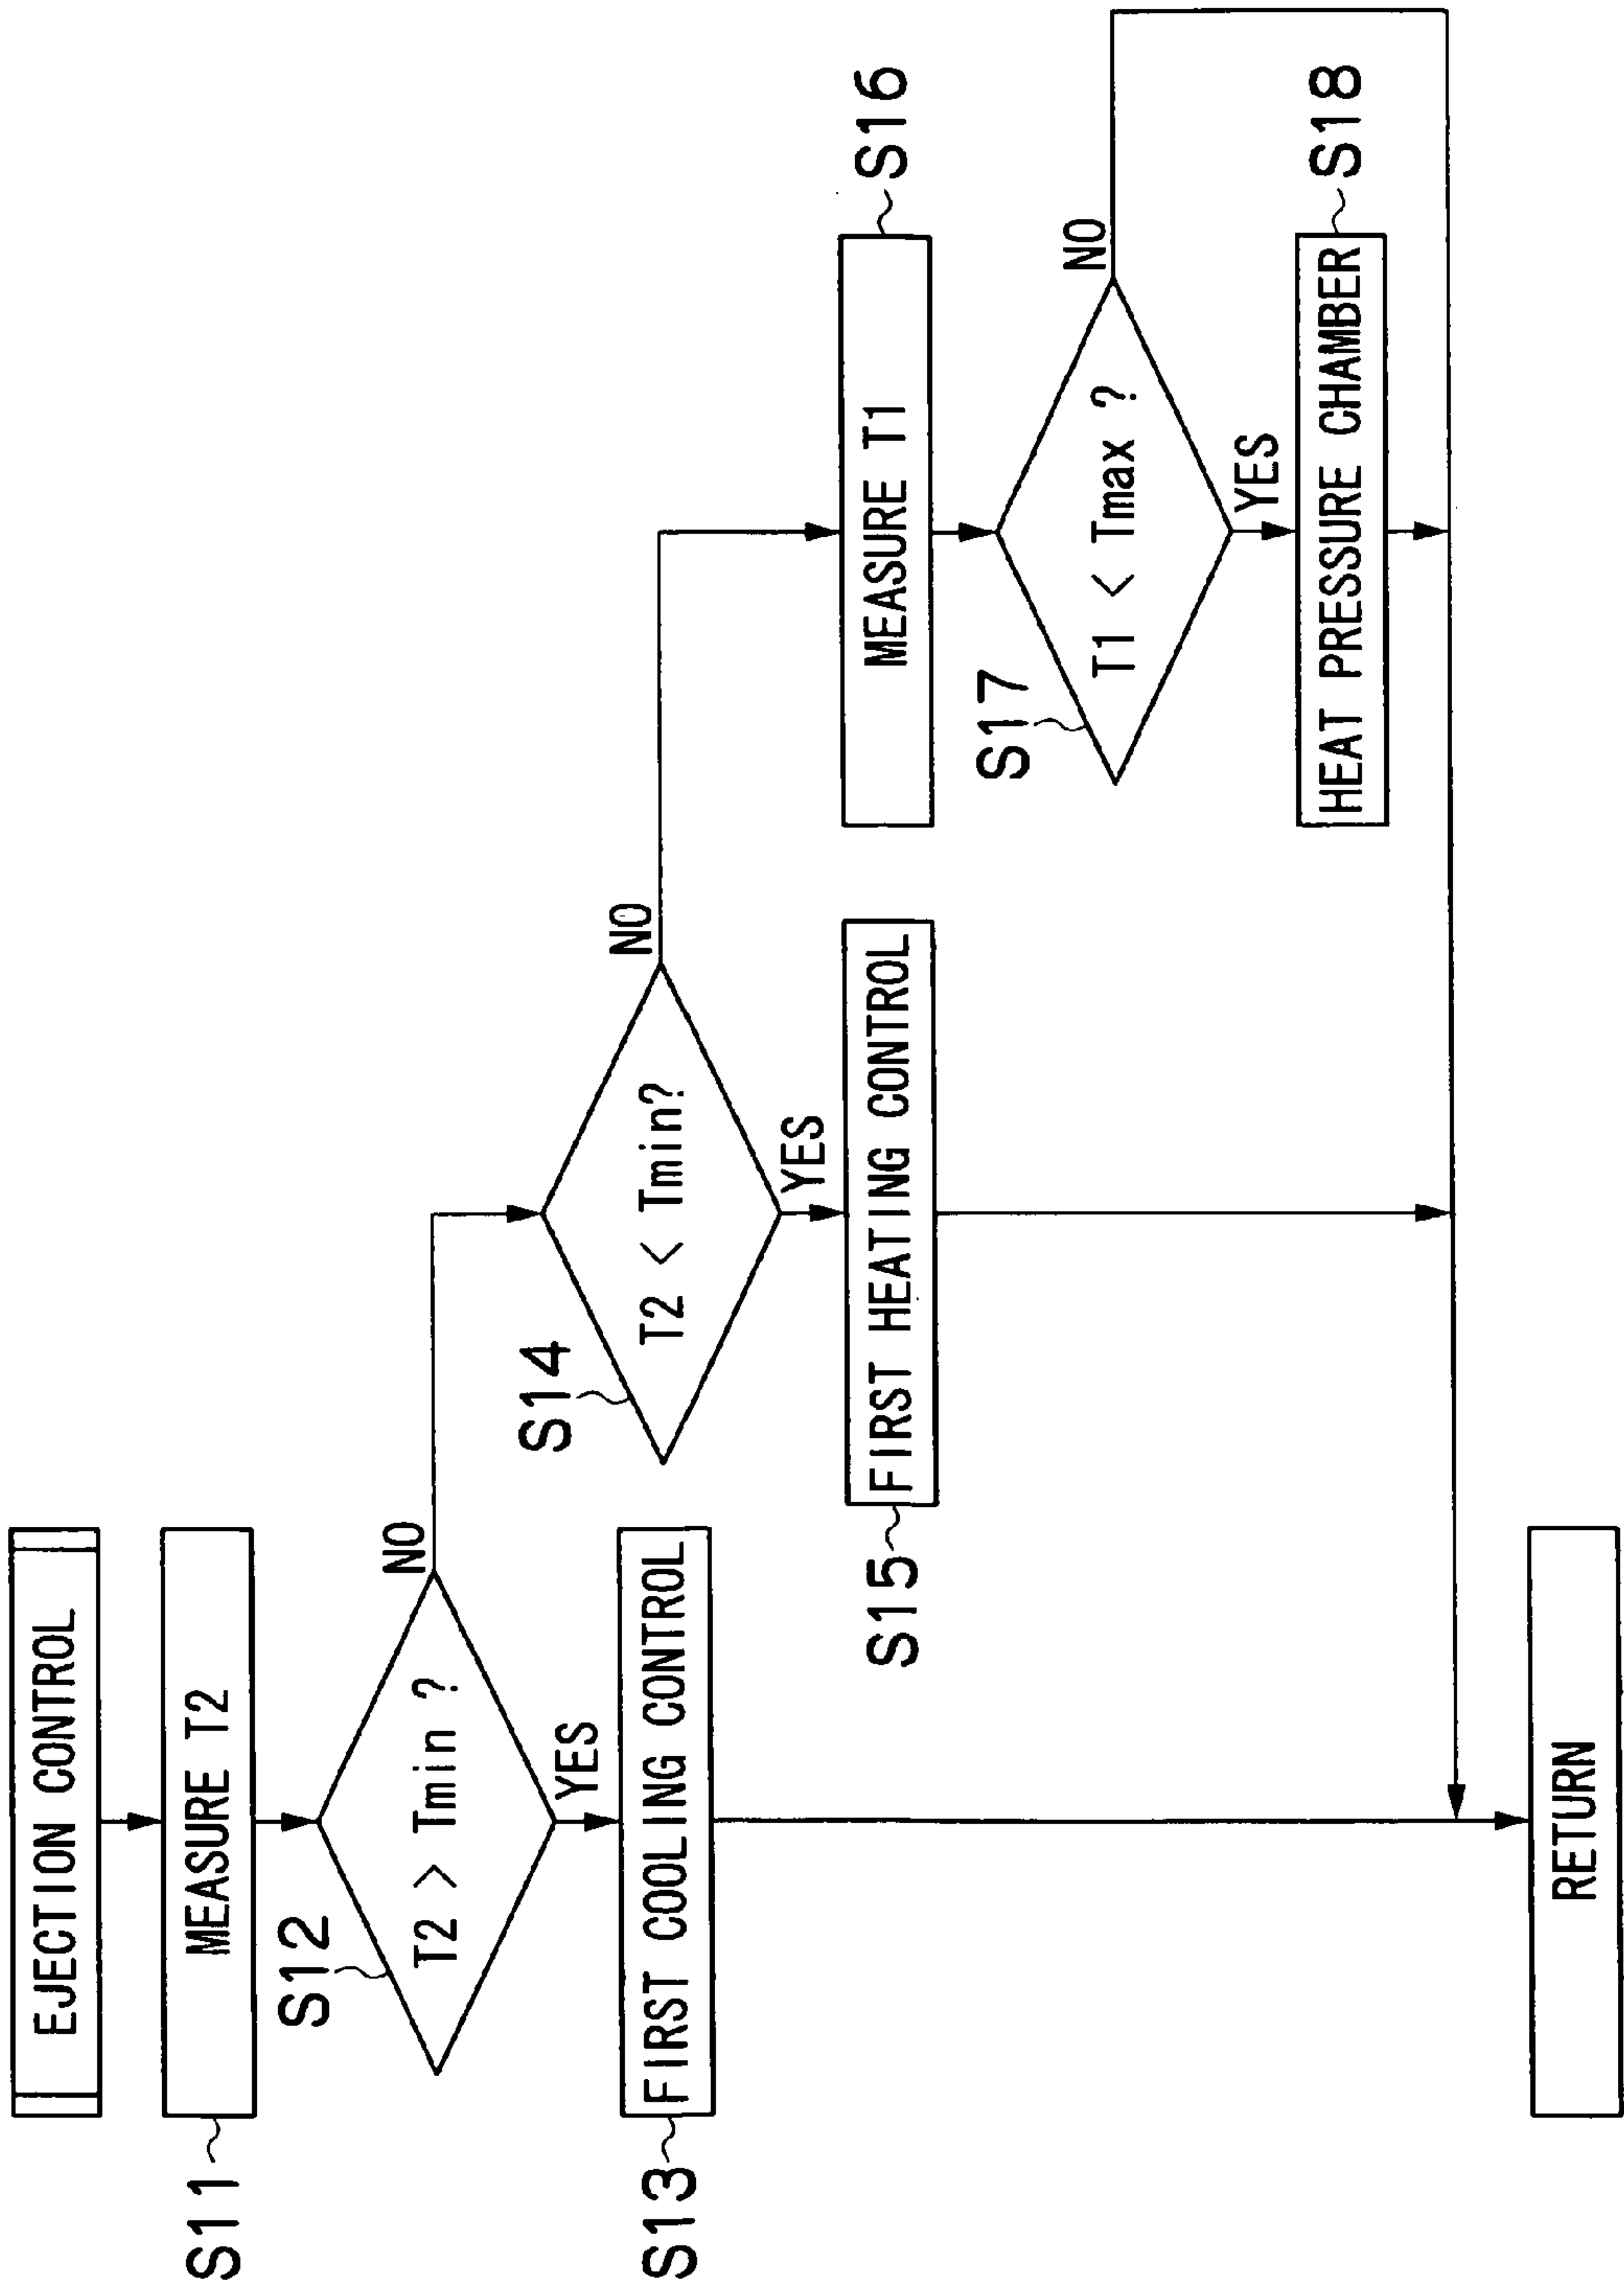 EJECTION CONTROL
S11
MEASURE T2
S12
T2 > Tmin ?
NO
YES
S13
FIRST COOLING CONTROL
S14
T2 < Tmin?
NO
YES
S15
FIRST HEATING CONTROL
S16
MEASURE T1
S17
T1 < Tmax ?
NO
YES
S18
HEAT PRESSURE CHAMBER
RETURN